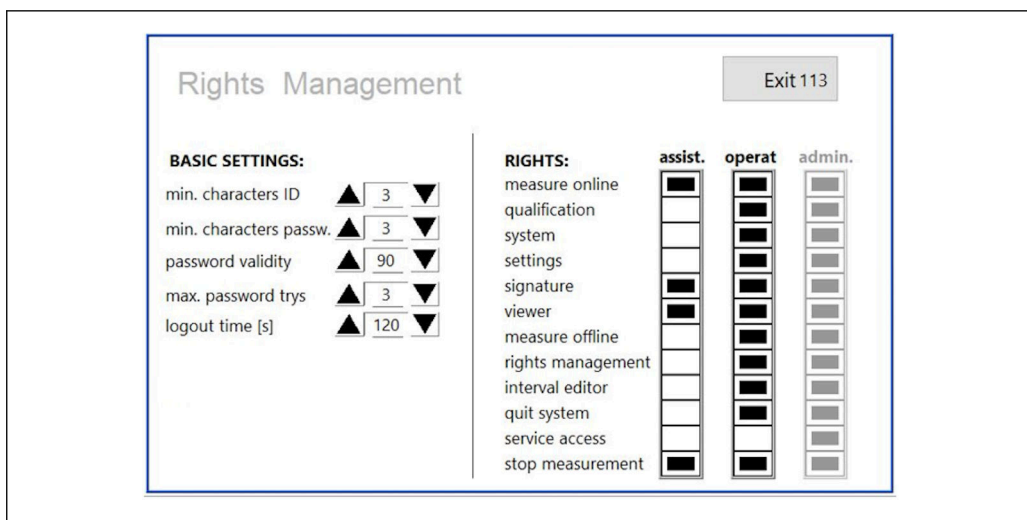 Rights Management
Exit 113
BASIC SETTINGS:
min. characters ID 3
min. characters passw. 3
password validity 90
max. password trys 3
logout time [s] 120
RIGHTS: assist. operat admin.
measure online
qualification
system
settings
signature
viewer
measure offline
rights management
interval editor
quit system
service access
stop measurement